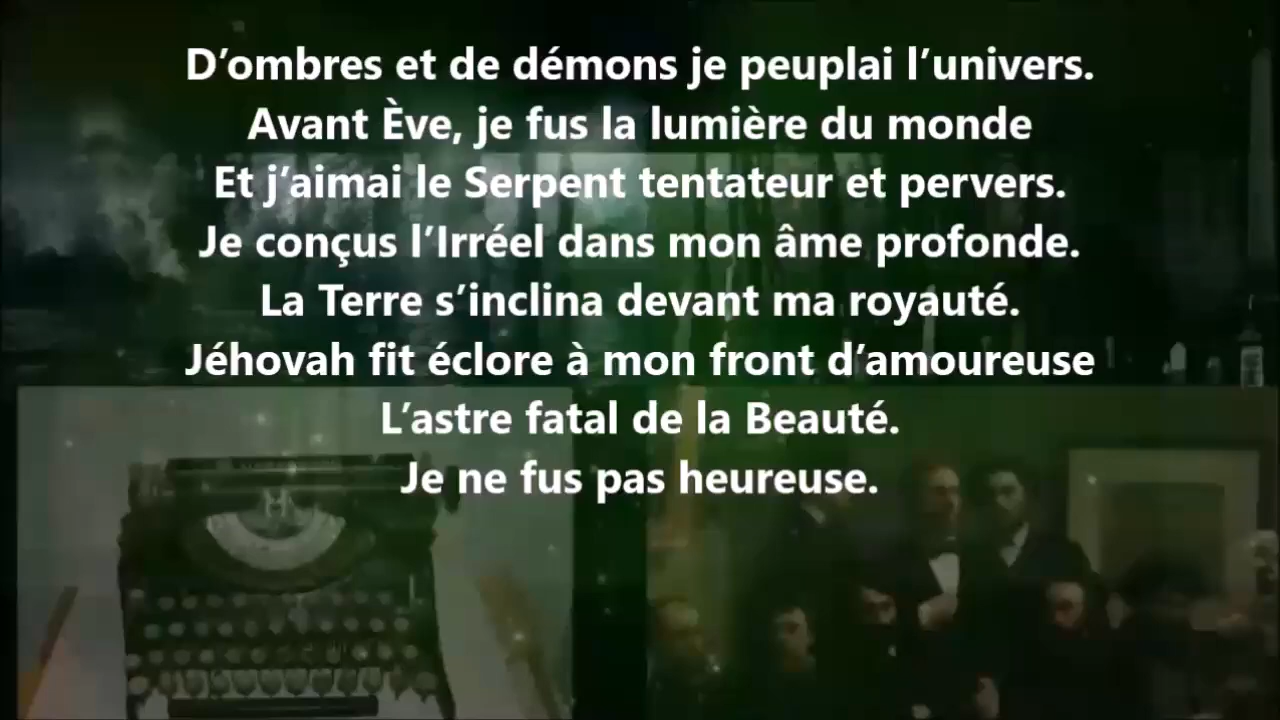 D’ombres et de démons je peuplai l’univers.
Avant Ève, je fus la lumière du monde
Et j’aimai le Serpent tentateur et pervers.
Je conçus l’Irréel dans mon âme profonde.
La Terre s’inclina devant ma royauté.
Jéhovah fit éclore à mon front d’amoureuse
L’astre fatal de la Beauté.
Je ne fus pas heureuse.